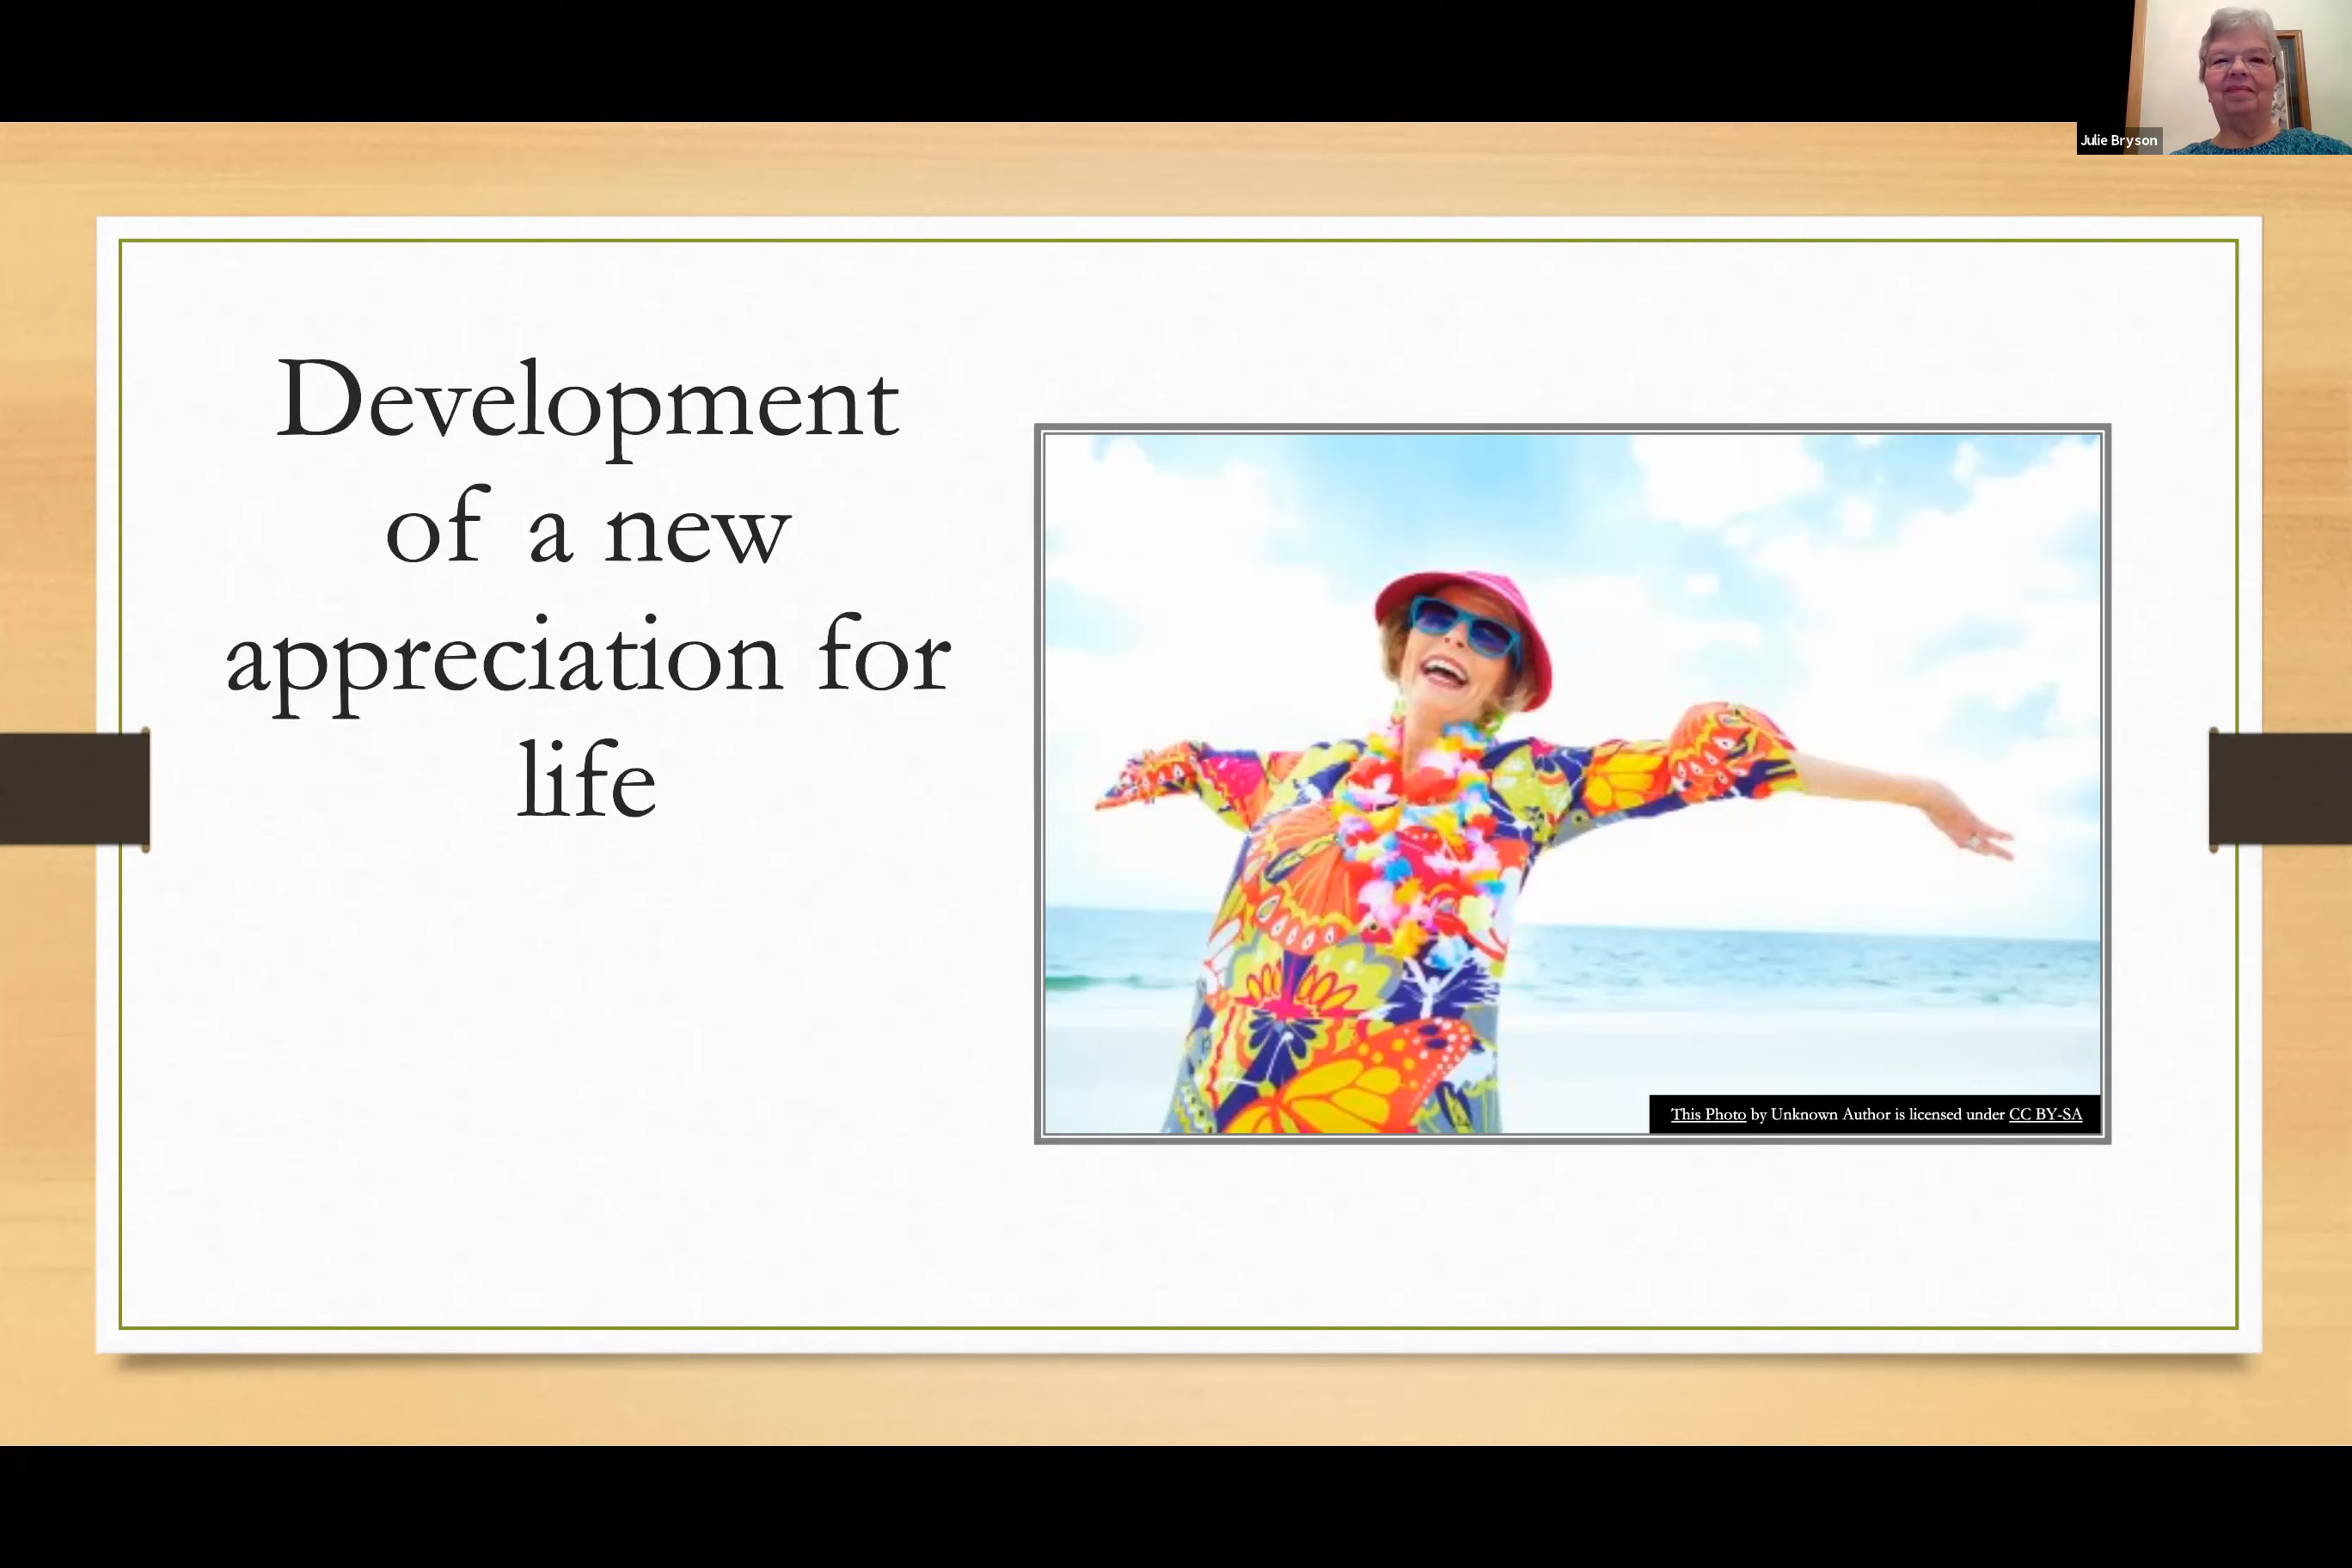 Julie Bryson
Development
of a new
appreciation for
life
This Photo by Unknown Author is licensed under CC BY-SA